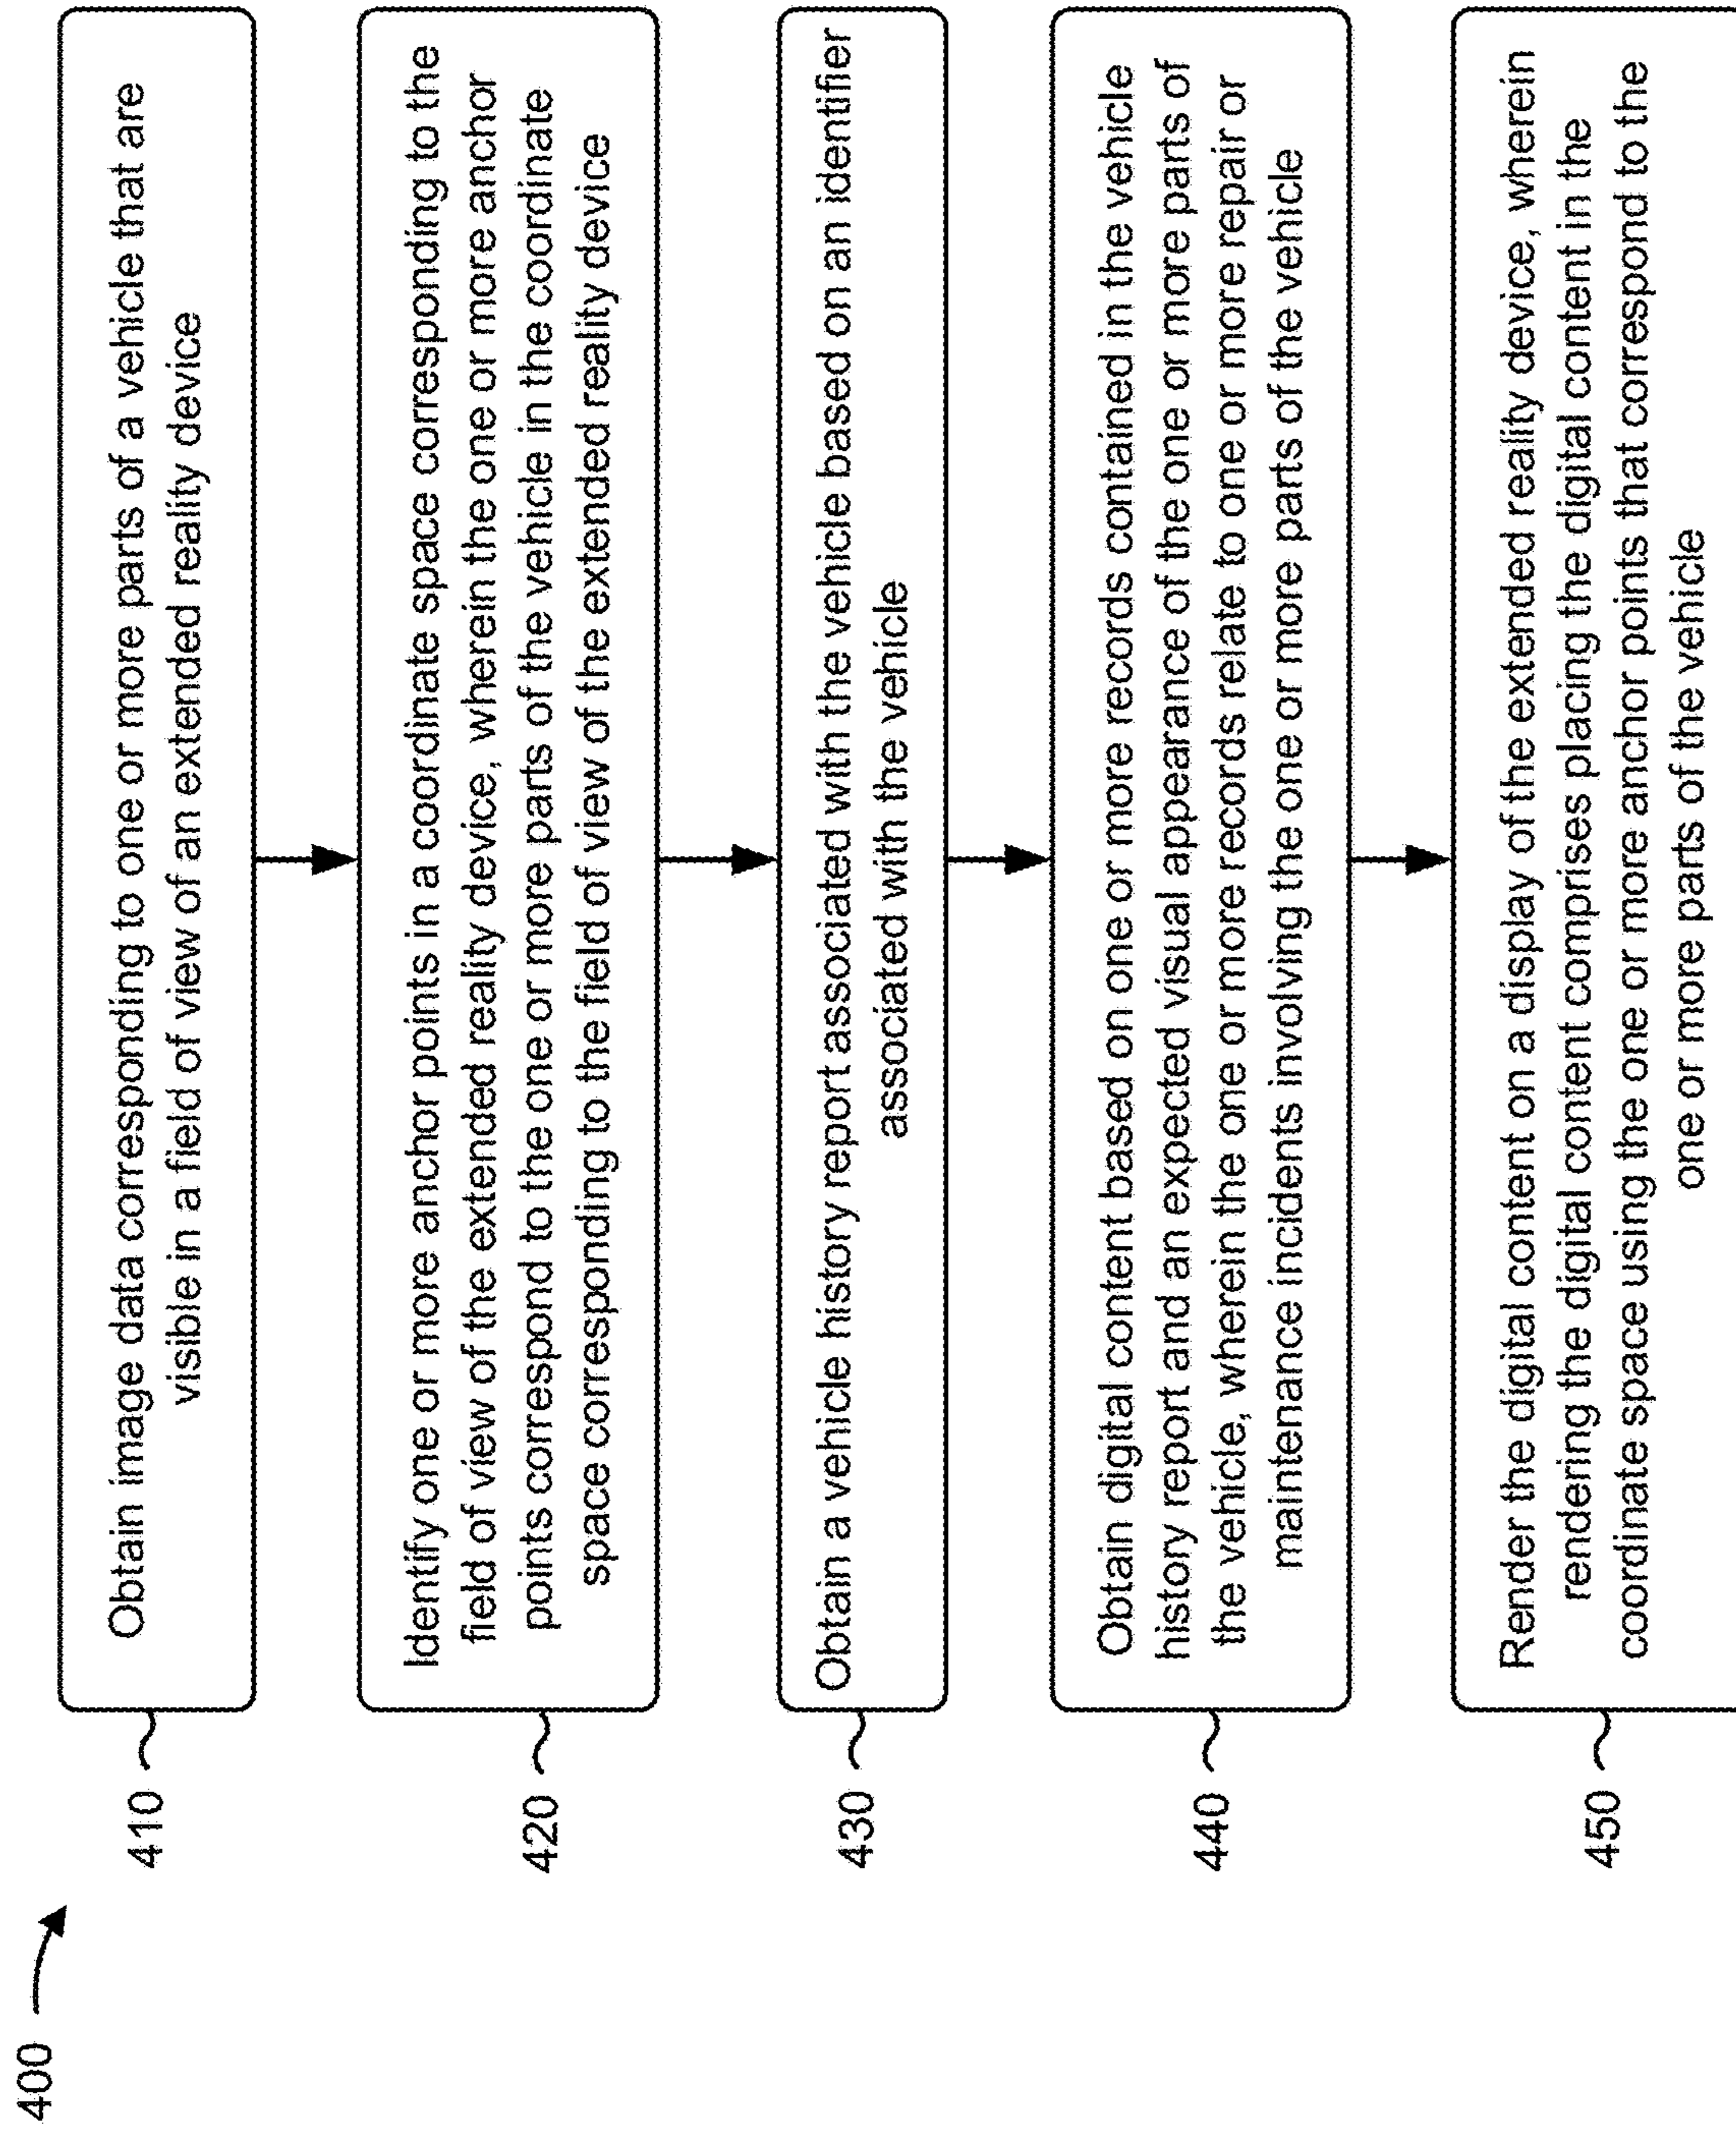 400
410
Obtain image data corresponding to one or more parts of a vehicle that are
visible in a field of view of an extended reality device
420
Identify one or more anchor points in a coordinate space corresponding to the
field of view of the extended reality device, wherein the one or more anchor
points correspond to the one or more parts of the vehicle in the coordinate
space corresponding to the field of view of the extended reality device
430
Obtain a vehicle history report associated with the vehicle based on an identifier
associated with the vehicle
440
Obtain digital content based on one or more records contained in the vehicle
history report and an expected visual appearance of the one or more parts of
the vehicle, wherein the one or more records relate to one or more repair or
maintenance incidents involving the one or more parts of the vehicle
450
Render the digital content on a display of the extended reality device, wherein
rendering the digital content comprises placing the digital content in the
coordinate space using the one or more anchor points that correspond to the
one or more parts of the vehicle